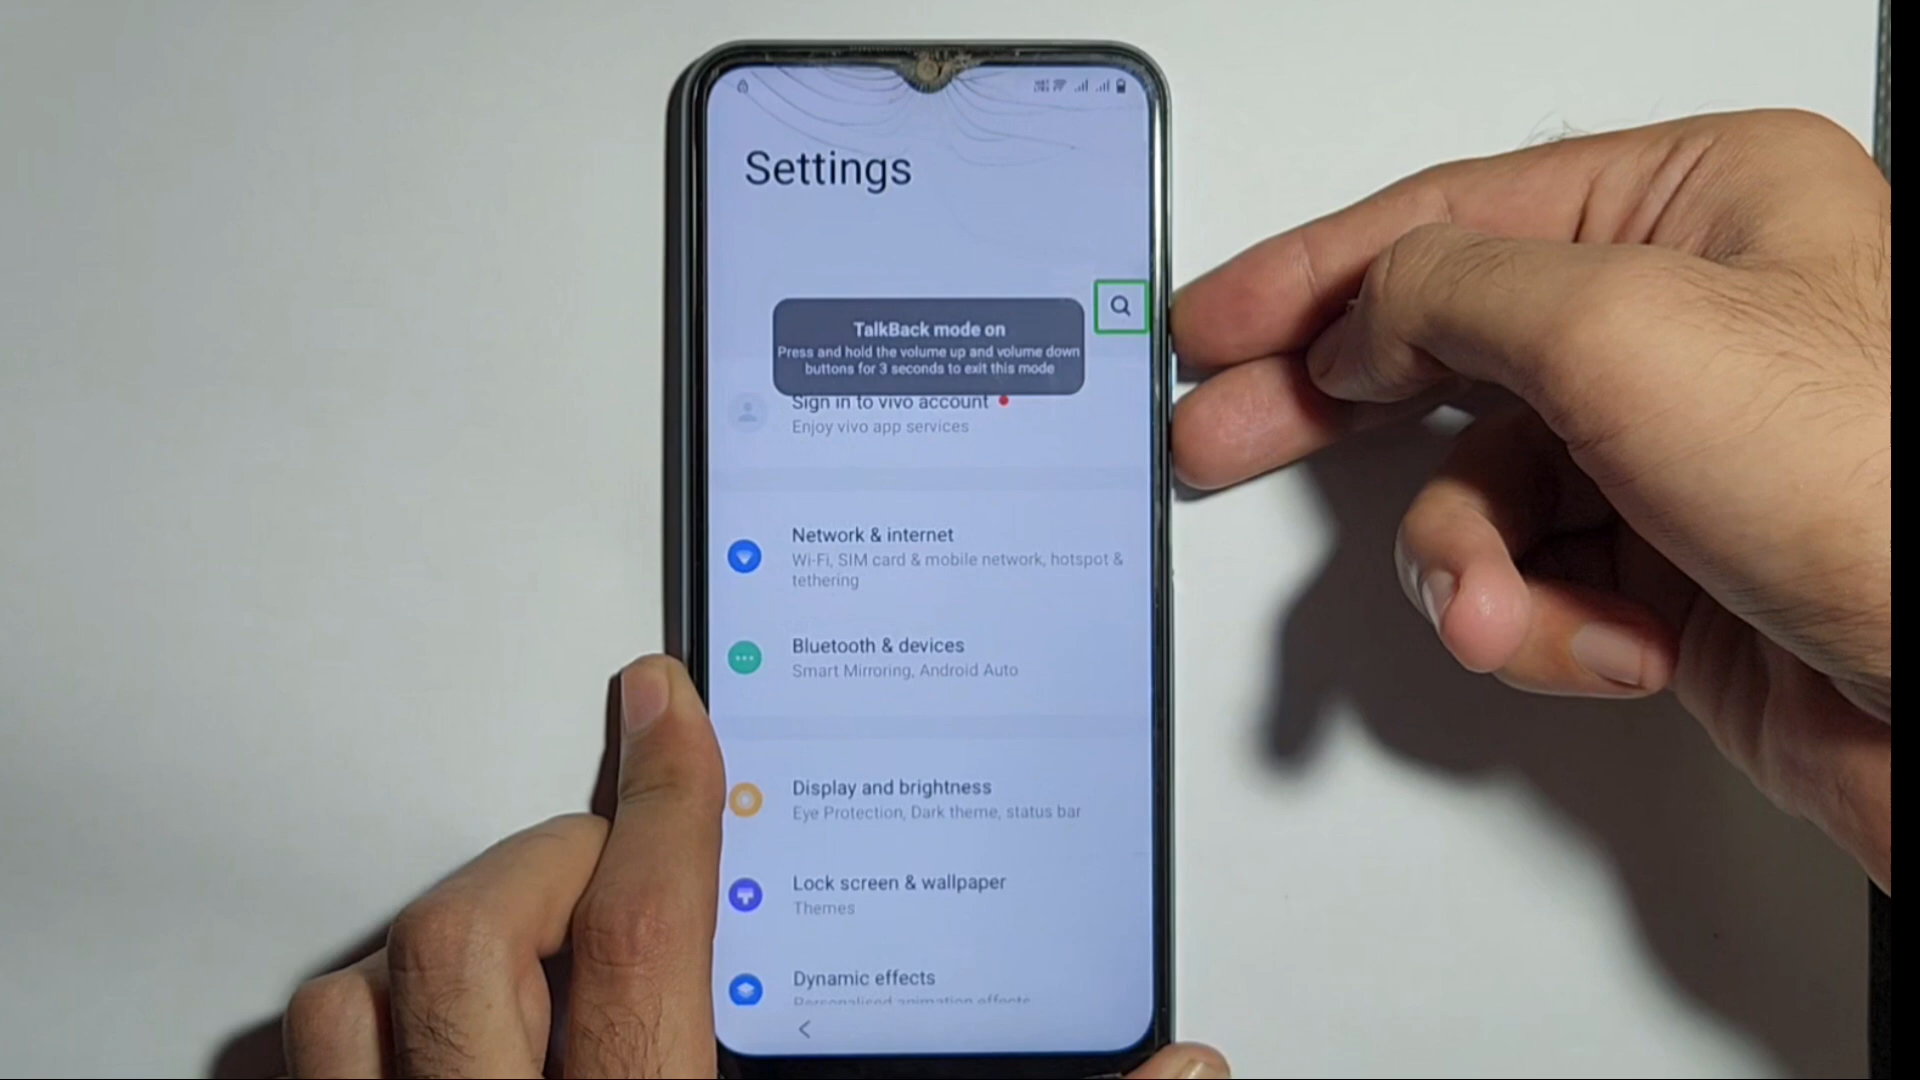 Settings
TalkBack mode on
Press and hold the volume up and volume down
buttons for 3 seconds to exit this mode
Sign in to vivo account
Enjoy vivo app services
Network & internet
Wi-Fi, SIM card & mobile network, hotspot &
tethering
Bluetooth & devices
Smart Mirroring, Android Auto
Display and brightness
Eye Protection, Dark theme, status bar
Lock screen & wallpaper
Themes
Dynamic effects
Personalised animation effects